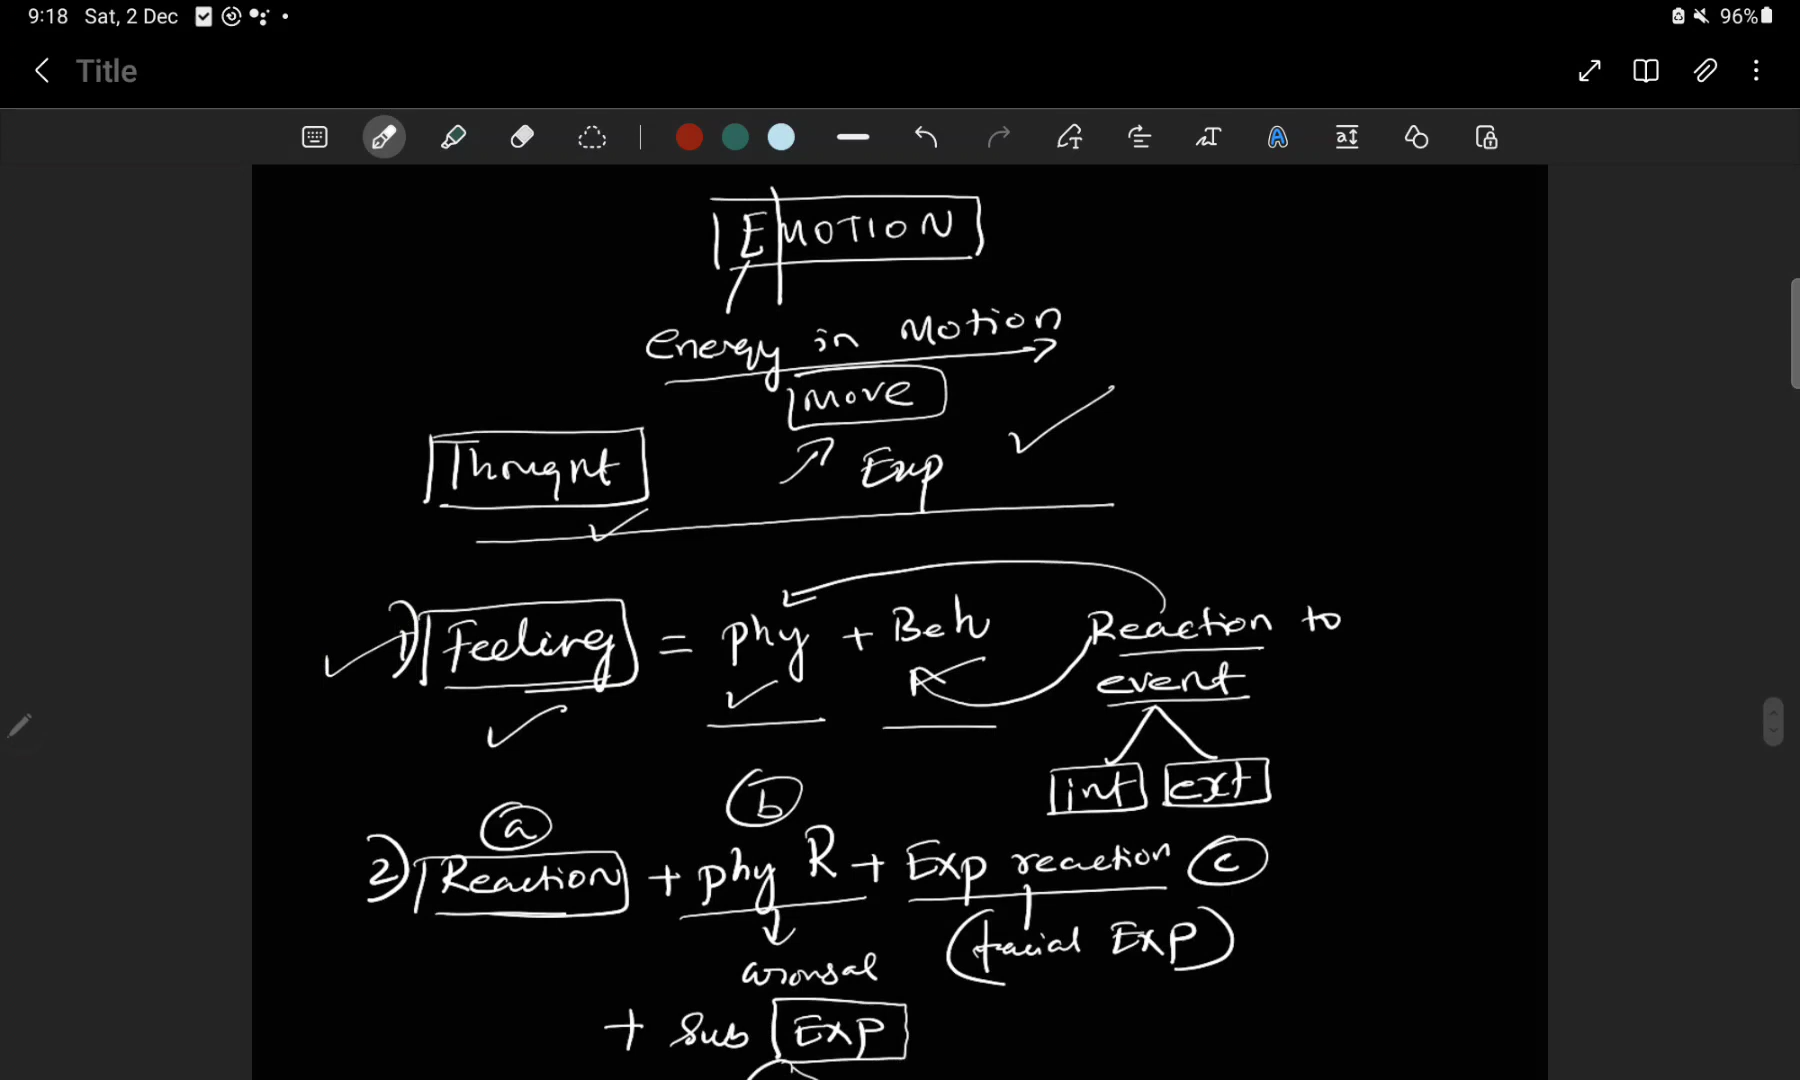 9:18 Sat, 2 Dec 96%
Title
EMOTION
Energy in Motion
Move
Thought Exp
1) Feeling = phy + Beh Reaction to
event
int ext
a b
2) Reaction + phy R + Exp reaction c
arousal (facial Exp)
+ Sub Exp